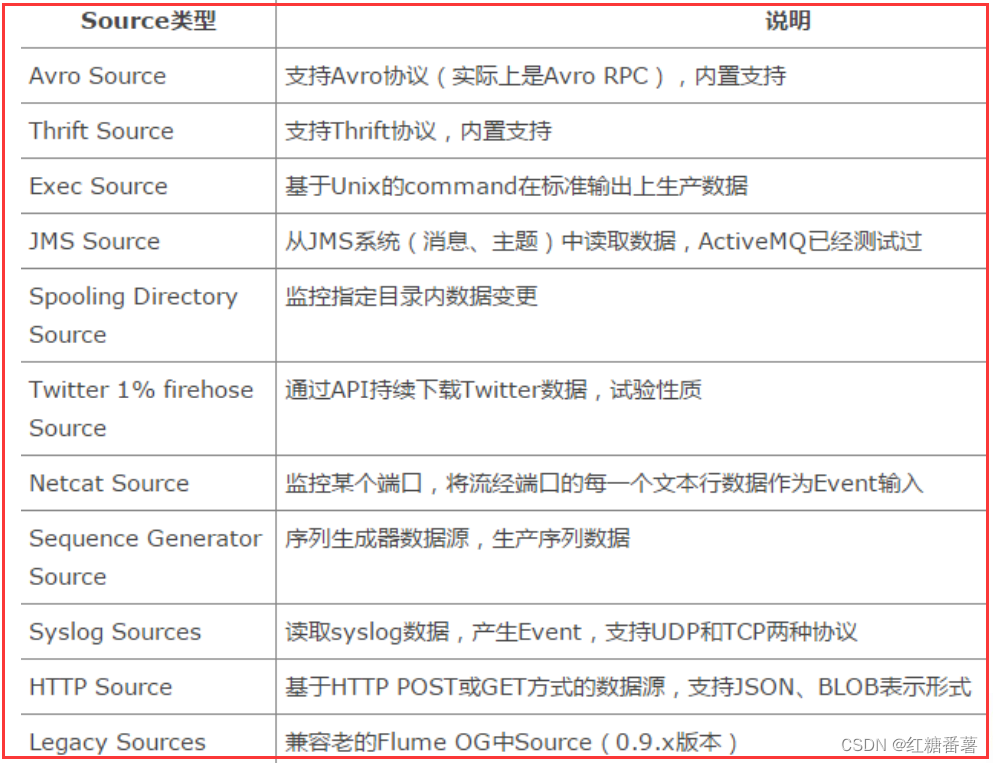 Source类型 说明
Avro Source 支持Avro协议（实际上是Avro RPC），内置支持
Thrift Source 支持Thrift协议，内置支持
Exec Source 基于Unix的command在标准输出上生产数据
JMS Source 从JMS系统（消息、主题）中读取数据，ActiveMQ已经测试过
Spooling Directory 监控指定目录内数据变更
Source
Twitter 1% firehose 通过API持续下载Twitter数据，试验性质
Source
Netcat Source 监控某个端口，将流经端口的每一个文本行数据作为Event输入
Sequence Generator 序列生成器数据源，生产序列数据
Source
Syslog Sources 读取syslog数据，产生Event，支持UDP和TCP两种协议
HTTP Source 基于HTTP POST或GET方式的数据源，支持JSON、BLOB表示形式
Legacy Sources 兼容老的Flume OG中Source（0.9.x版本）
CSDN @红糖番薯